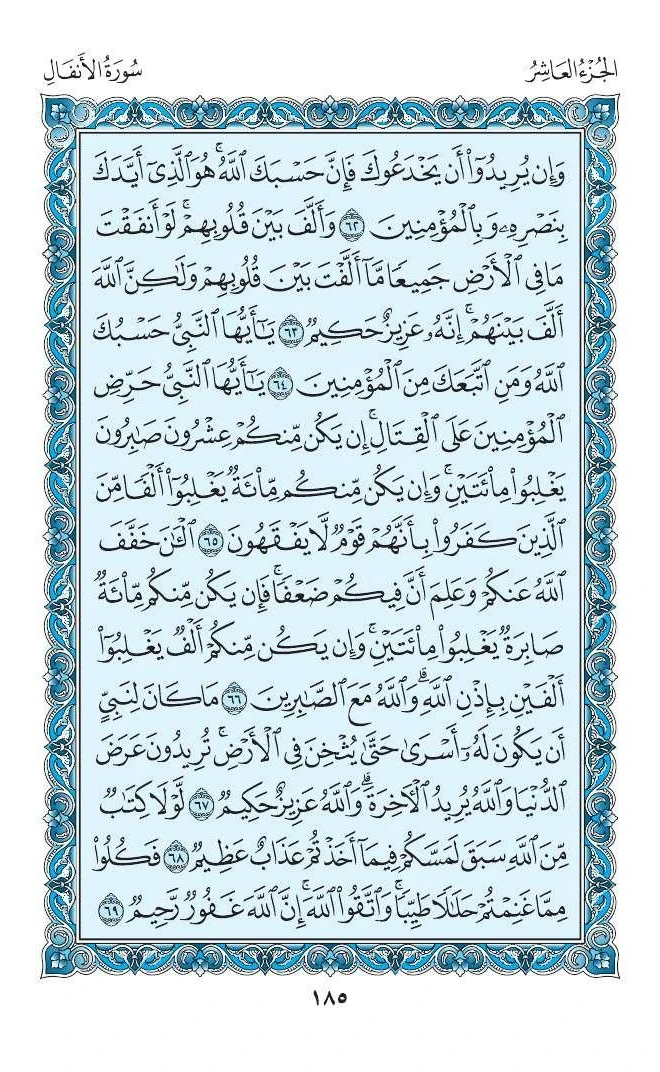 الجُزْءُ العَاشِرُ
سُورَةُ الأَنفَالِ
وَإِن يُرِيدُوٓاْ أَن يَخْدَعُوكَ فَإِنَّ حَسْبَكَ ٱللَّهُۚ هُوَ ٱلَّذِيٓ أَيَّدَكَ
بِنَصْرِهِۦ وَبِٱلْمُؤْمِنِينَ ٦٢ وَأَلَّفَ بَيْنَ قُلُوبِهِمْۚ لَوْ أَنفَقْتَ
مَا فِي ٱلْأَرْضِ جَمِيعًا مَّآ أَلَّفْتَ بَيْنَ قُلُوبِهِمْ وَلَٰكِنَّ ٱللَّهَ
أَلَّفَ بَيْنَهُمْۚ إِنَّهُۥ عَزِيزٌ حَكِيمٌ ٦٣ يَٰٓأَيُّهَا ٱلنَّبِيُّ حَسْبُكَ
ٱللَّهُ وَمَنِ ٱتَّبَعَكَ مِنَ ٱلْمُؤْمِنِينَ ٦٤ يَٰٓأَيُّهَا ٱلنَّبِيُّ حَرِّضِ
ٱلْمُؤْمِنِينَ عَلَى ٱلْقِتَالِۚ إِن يَكُن مِّنكُمْ عِشْرُونَ صَٰبِرُونَ
يَغْلِبُواْ مِاْئَتَيْنِۚ وَإِن يَكُن مِّنكُم مِّاْئَةٌ يَغْلِبُوٓاْ أَلْفًا مِّنَ
ٱلَّذِينَ كَفَرُواْ بِأَنَّهُمْ قَوْمٌ لَّا يَفْقَهُونَ ٦٥ ٱلْـَٰٔنَ خَفَّفَ
ٱللَّهُ عَنكُمْ وَعَلِمَ أَنَّ فِيكُمْ ضَعْفًاۚ فَإِن يَكُن مِّنكُم مِّاْئَةٌ
صَابِرَةٌ يَغْلِبُواْ مِاْئَتَيْنِۚ وَإِن يَكُن مِّنكُمْ أَلْفٌ يَغْلِبُوٓاْ
أَلْفَيْنِ بِإِذْنِ ٱللَّهِۗ وَٱللَّهُ مَعَ ٱلصَّٰبِرِينَ ٦٦ مَا كَانَ لِنَبِيٍّ
أَن يَكُونَ لَهُۥٓ أَسْرَىٰ حَتَّىٰ يُثْخِنَ فِي ٱلْأَرْضِۚ تُرِيدُونَ عَرَضَ
ٱلدُّنْيَا وَٱللَّهُ يُرِيدُ ٱلْأٓخِرَةَۗ وَٱللَّهُ عَزِيزٌ حَكِيمٌ ٦٧ لَّوْلَا كِتَٰبٌ
مِّنَ ٱللَّهِ سَبَقَ لَمَسَّكُمْ فِيمَآ أَخَذْتُمْ عَذَابٌ عَظِيمٌ ٦٨ فَكُلُواْ
مِمَّا غَنِمْتُمْ حَلَٰلًا طَيِّبًاۚ وَٱتَّقُواْ ٱللَّهَۚ إِنَّ ٱللَّهَ غَفُورٌ رَّحِيمٌ ٦٩
١٨٥